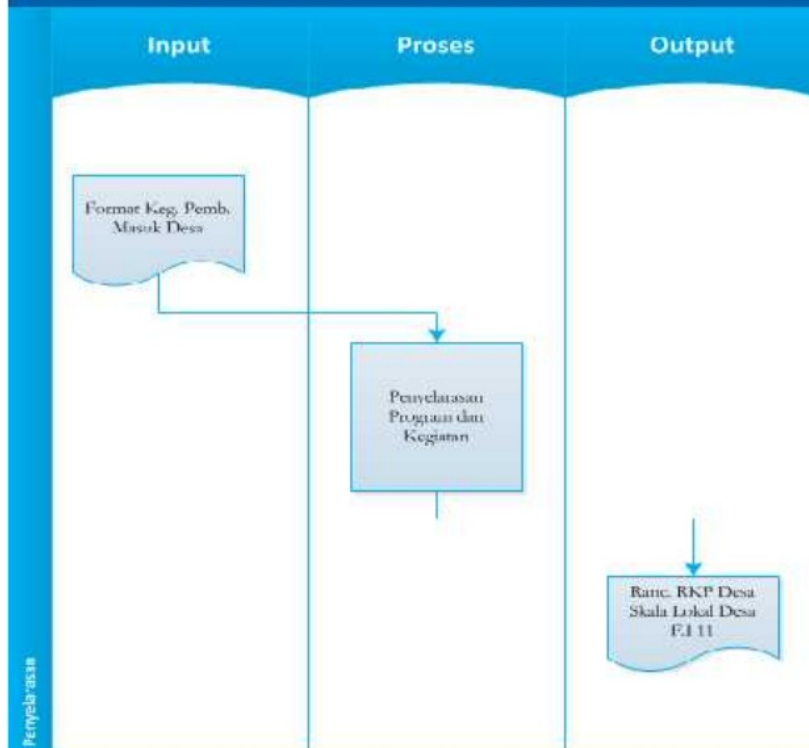 Input
Proses
Output
Format Keg. Pemb.
Masuk Desa
Penyelarasan
Program dan
Kegiatan
Ranc. RKP Desa
Skala Lokal Desa
F.I 11
Penyelarasan